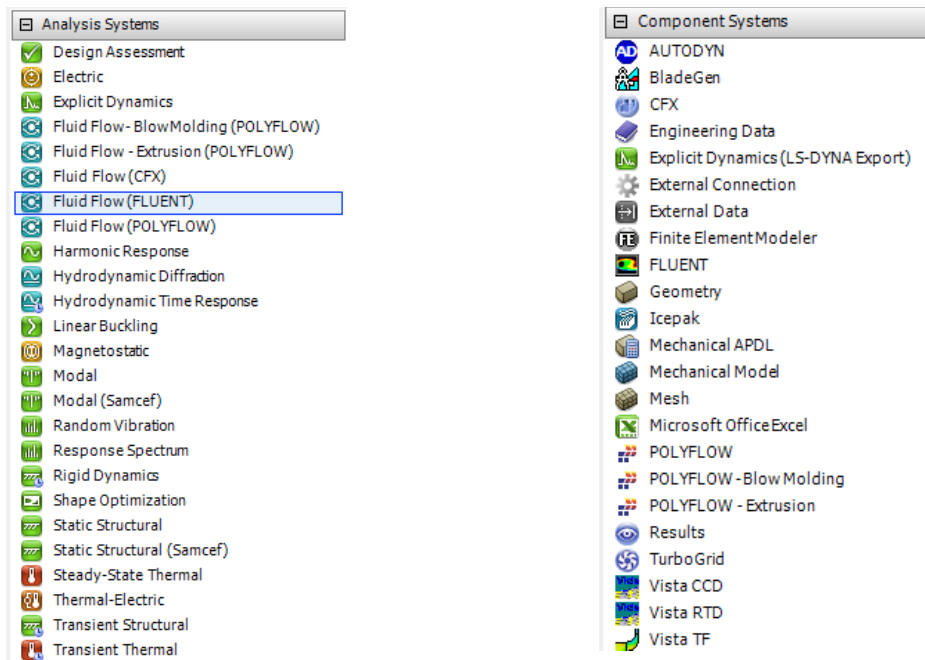 Analysis Systems
Design Assessment
Electric
Explicit Dynamics
Fluid Flow- BlowMolding (POLYFLOW)
Fluid Flow - Extrusion (POLYFLOW)
Fluid Flow (CFX)
Fluid Flow (FLUENT)
Fluid Flow (POLYFLOW)
Harmonic Response
Hydrodynamic Diffraction
Hydrodynamic Time Response
Linear Buckling
Magnetostatic
Modal
Modal (Samcef)
Random Vibration
Response Spectrum
Rigid Dynamics
Shape Optimization
Static Structural
Static Structural (Samcef)
Steady-State Thermal
Thermal-Electric
Transient Structural
Transient Thermal
Component Systems
AUTODYN
BladeGen
CFX
Engineering Data
Explicit Dynamics (LS-DYNA Export)
External Connection
External Data
Finite Element Modeler
FLUENT
Geometry
Icepak
Mechanical APDL
Mechanical Model
Mesh
Microsoft Office Excel
POLYFLOW
POLYFLOW - Blow Molding
POLYFLOW - Extrusion
Results
TurboGrid
Vista CCD
Vista RTD
Vista TF